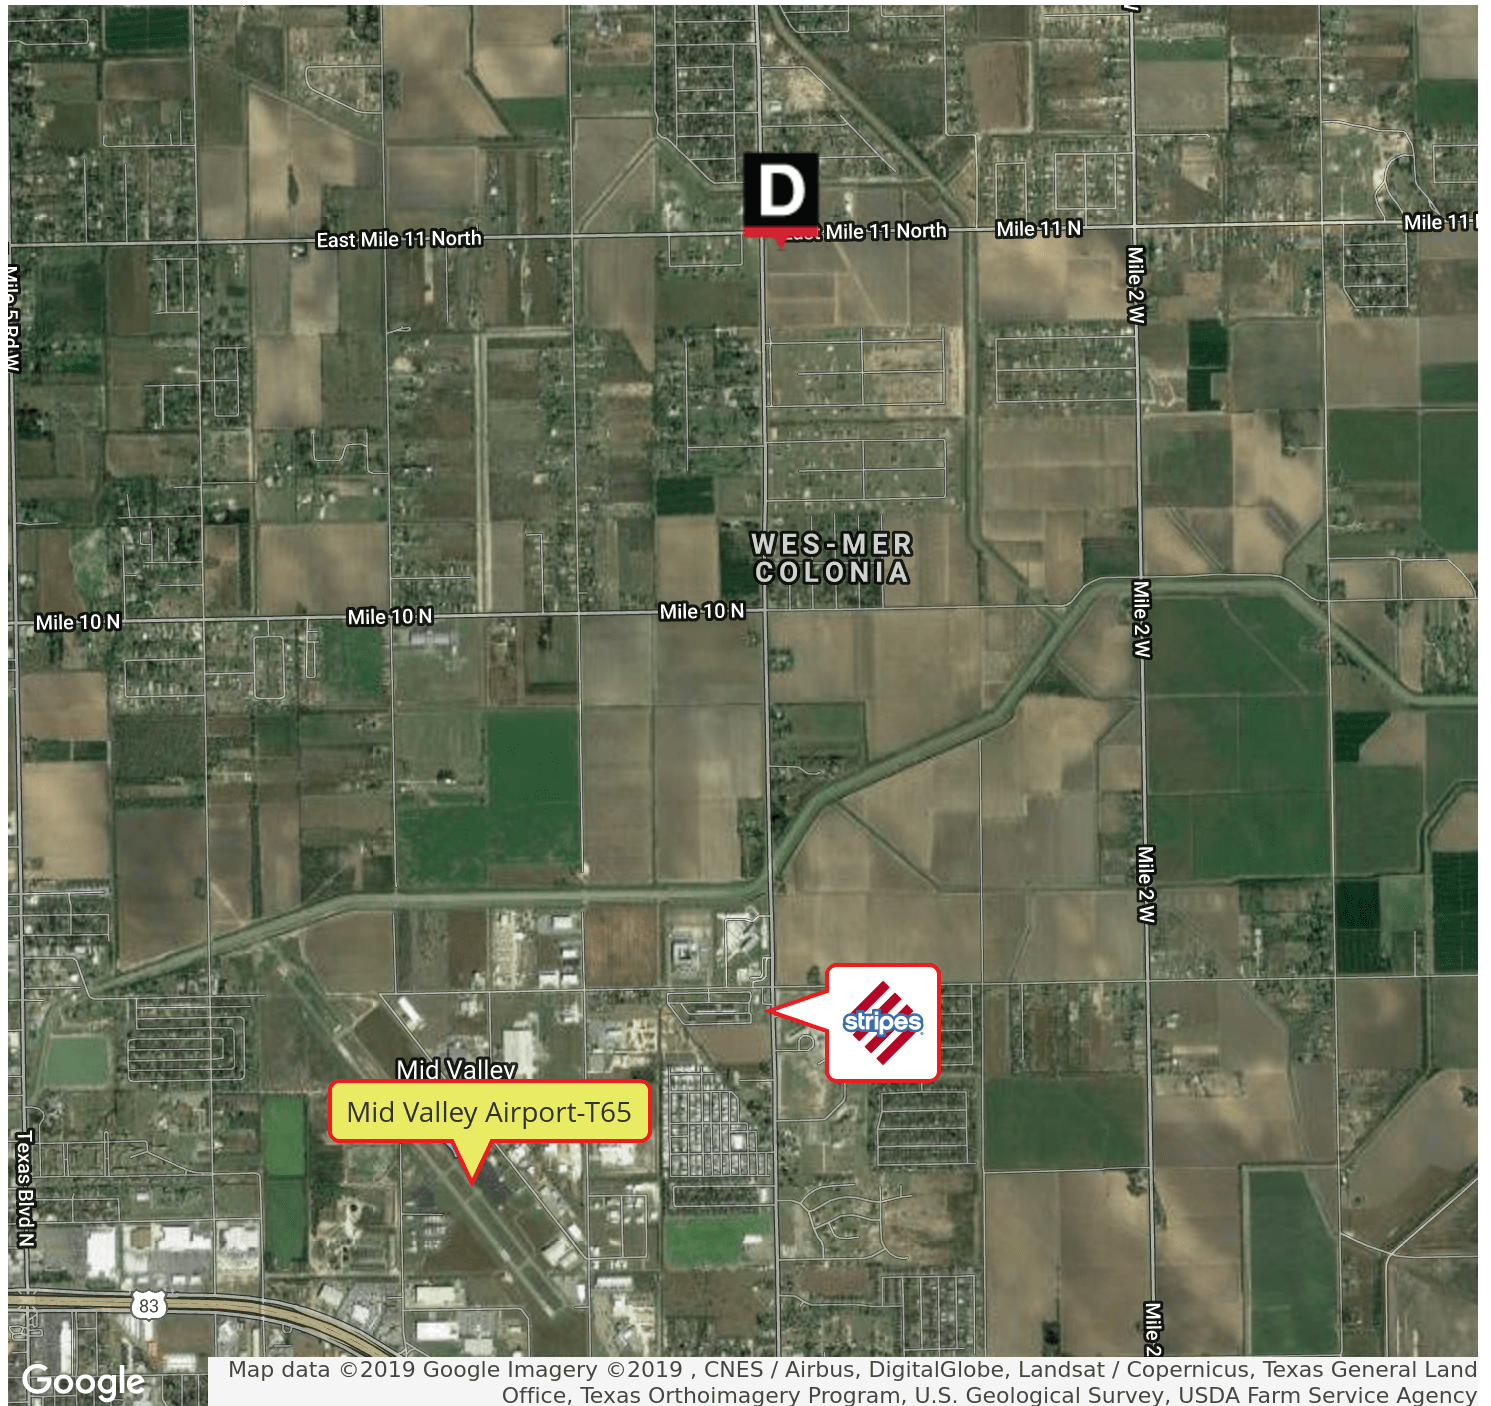 D
East Mile 11 North
East Mile 11 North
Mile 11 N
Mile 11 N
Mile 5 Rd W
Mile 2 W
WES-MER
COLONIA
Mile 10 N
Mile 10 N
Mile 10 N
Mile 2 W
Mile 2 W
stripes
Mid Valley
Mid Valley Airport-T65
Texas Blvd N
83
Mile 2
Google
Map data ©2019 Google Imagery ©2019 , CNES / Airbus, DigitalGlobe, Landsat / Copernicus, Texas General Land
Office, Texas Orthoimagery Program, U.S. Geological Survey, USDA Farm Service Agency